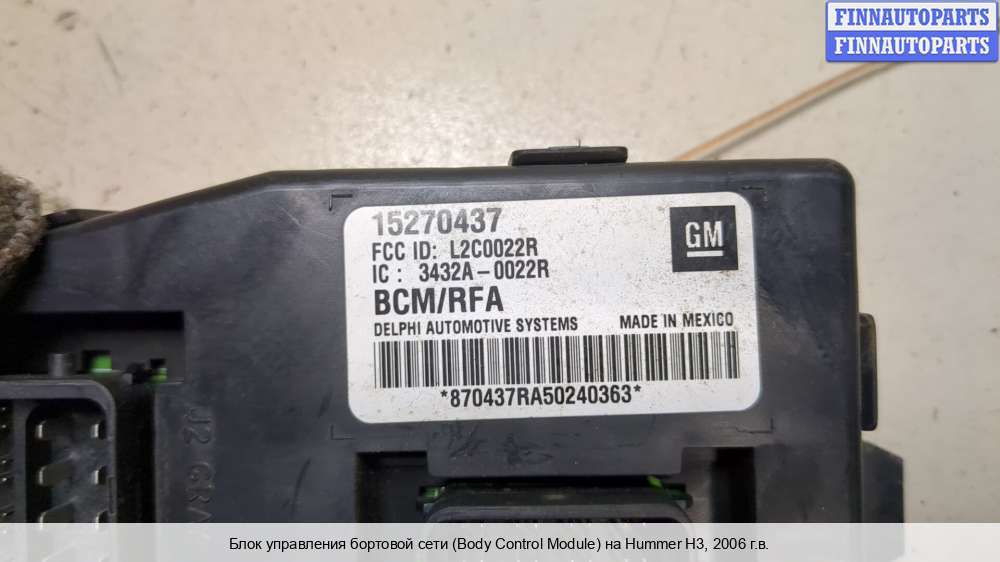 FINNAUTOPARTS
FINNAUTOPARTS
15270437
GM
FCC ID: L2C0022R
IC : 3432A-0022R
BCM/RFA
DELPHI AUTOMOTIVE SYSTEMS MADE IN MEXICO
*870437RA50240363*
J2
Блок управления бортовой сети (Body Control Module) на Hummer H3, 2006 г.в.